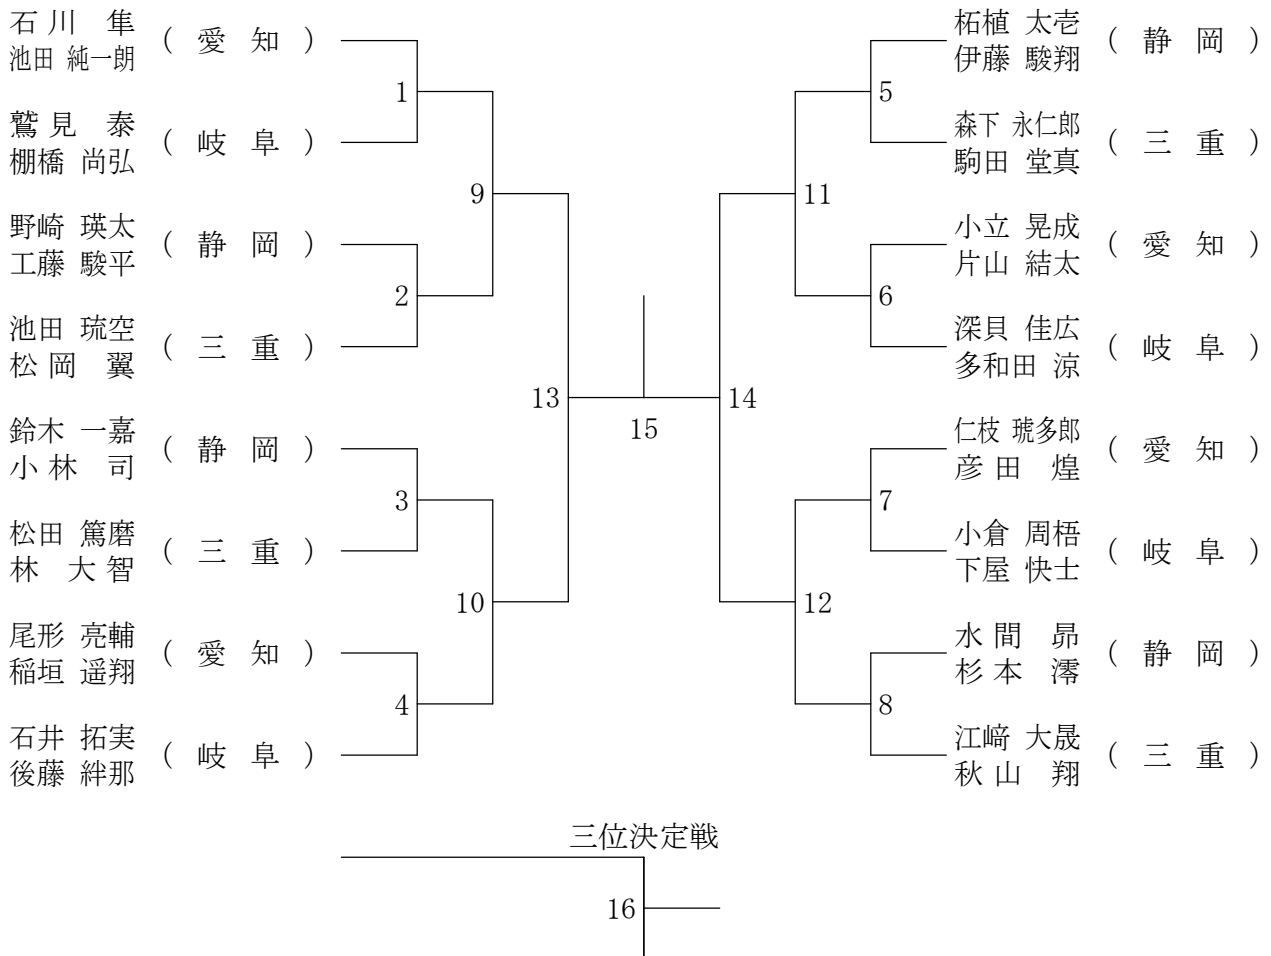 石川 隼
池田 純一朗
( 愛 知 )
1
鷲見 泰
棚橋 尚弘
( 岐 阜 )
9
野崎 瑛太
工藤 駿平
( 静 岡 )
2
池田 琉空
松岡 翼
( 三 重 )
13
鈴木 一嘉
小林 司
( 静 岡 )
3
松田 篤磨
林 大智
( 三 重 )
10
尾形 亮輔
稲垣 遥翔
( 愛 知 )
4
石井 拓実
後藤 絆那
( 岐 阜 )
15
柘植 太壱
伊藤 駿翔
( 静 岡 )
5
森下 永仁郎
駒田 堂真
( 三 重 )
11
小立 晃成
片山 結太
( 愛 知 )
6
深貝 佳広
多和田 涼
( 岐 阜 )
14
仁枝 琥多郎
彦田 煌
( 愛 知 )
7
小倉 周梧
下屋 快士
( 岐 阜 )
12
水間 昴
杉本 澪
( 静 岡 )
8
江﨑 大晟
秋山 翔
( 三 重 )
三位決定戦
16